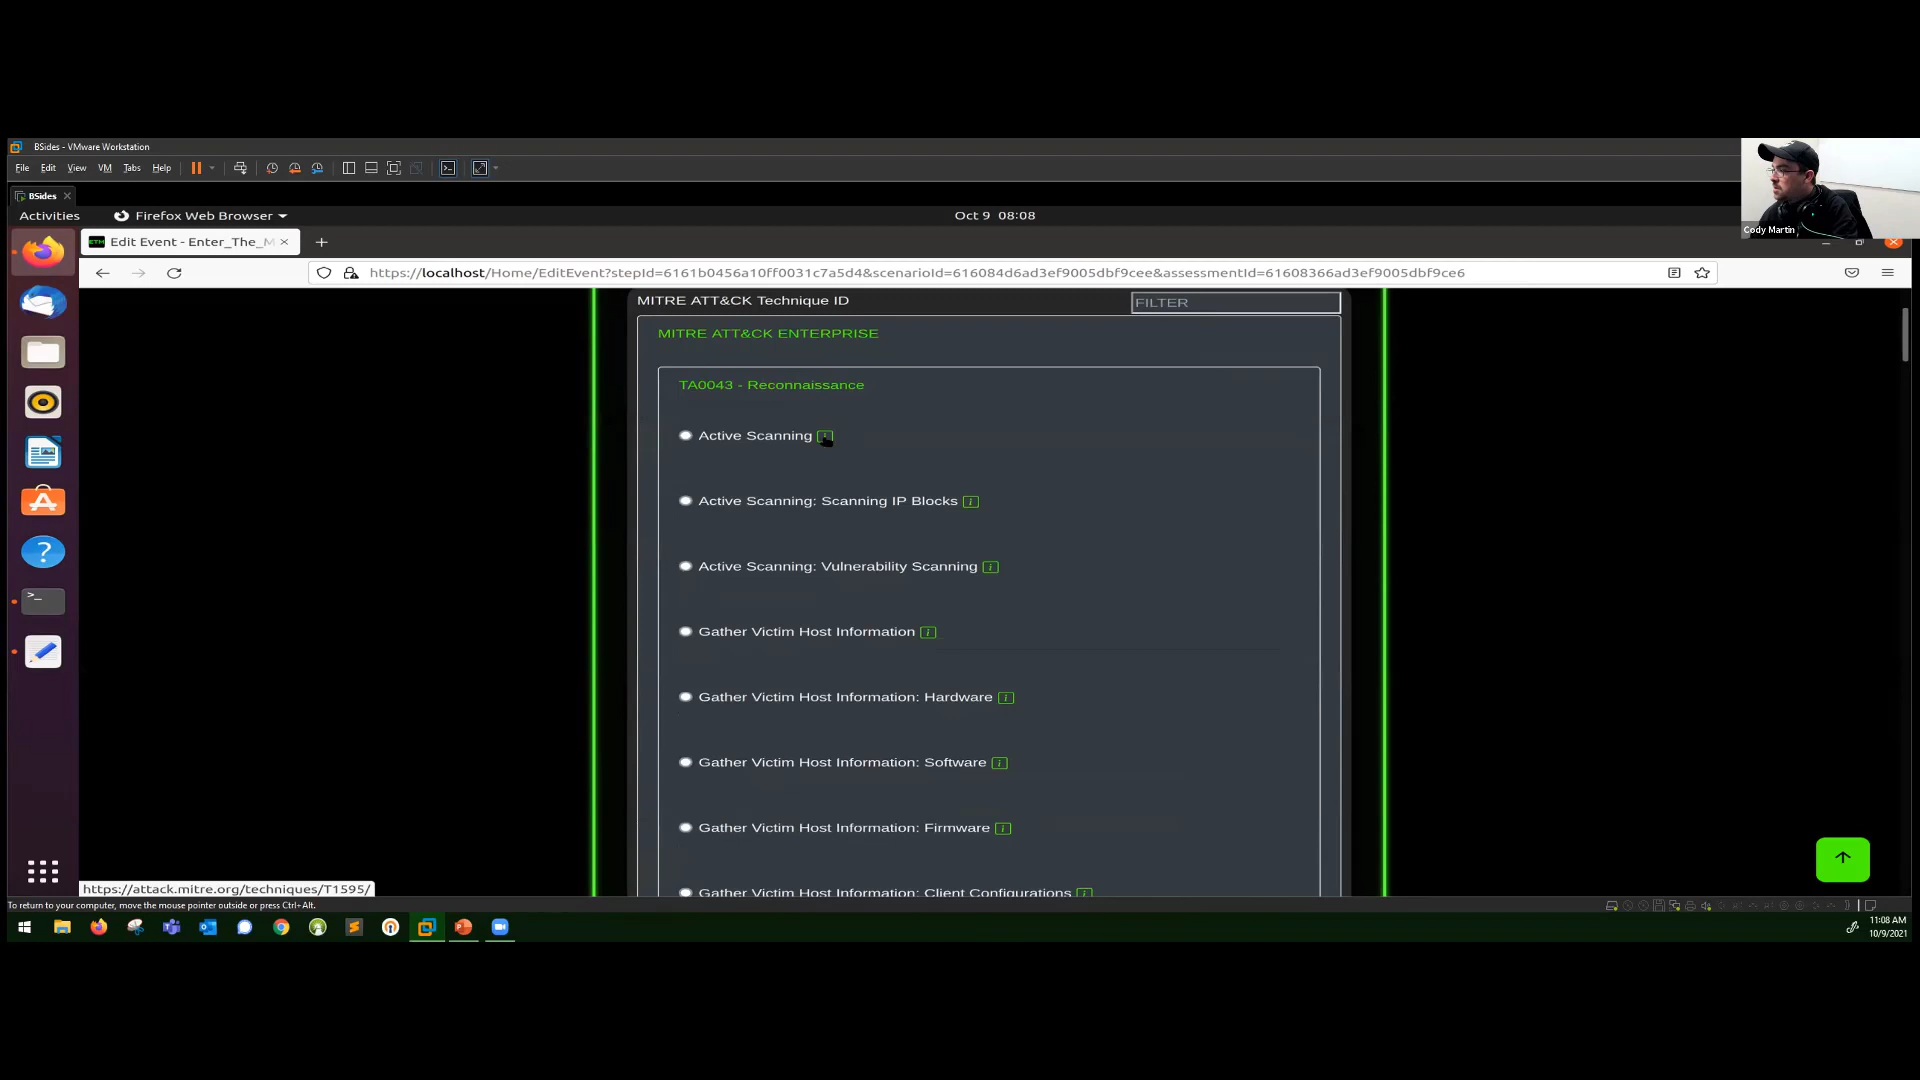 BSides - VMware Workstation
File Edit View VM Tabs Help
BSides
Cody Martin
Activities Firefox Web Browser Oct 9 08:08
ETM Edit Event - Enter_The_M
https://localhost/Home/EditEvent?stepId=6161b0456a10ff0031c7a5d4&scenarioId=616084d6ad3ef9005dbf9cee&assessmentId=61608366ad3ef9005dbf9ce6
MITRE ATT&CK Technique ID FILTER
MITRE ATT&CK ENTERPRISE
TA0043 - Reconnaissance
Active Scanning
Active Scanning: Scanning IP Blocks i
Active Scanning: Vulnerability Scanning i
Gather Victim Host Information i
Gather Victim Host Information: Hardware i
Gather Victim Host Information: Software i
Gather Victim Host Information: Firmware i
Gather Victim Host Information: Client Configurations i
https://attack.mitre.org/techniques/T1595/
To return to your computer, move the mouse pointer outside or press Ctrl+Alt.
11:08 AM
10/9/2021